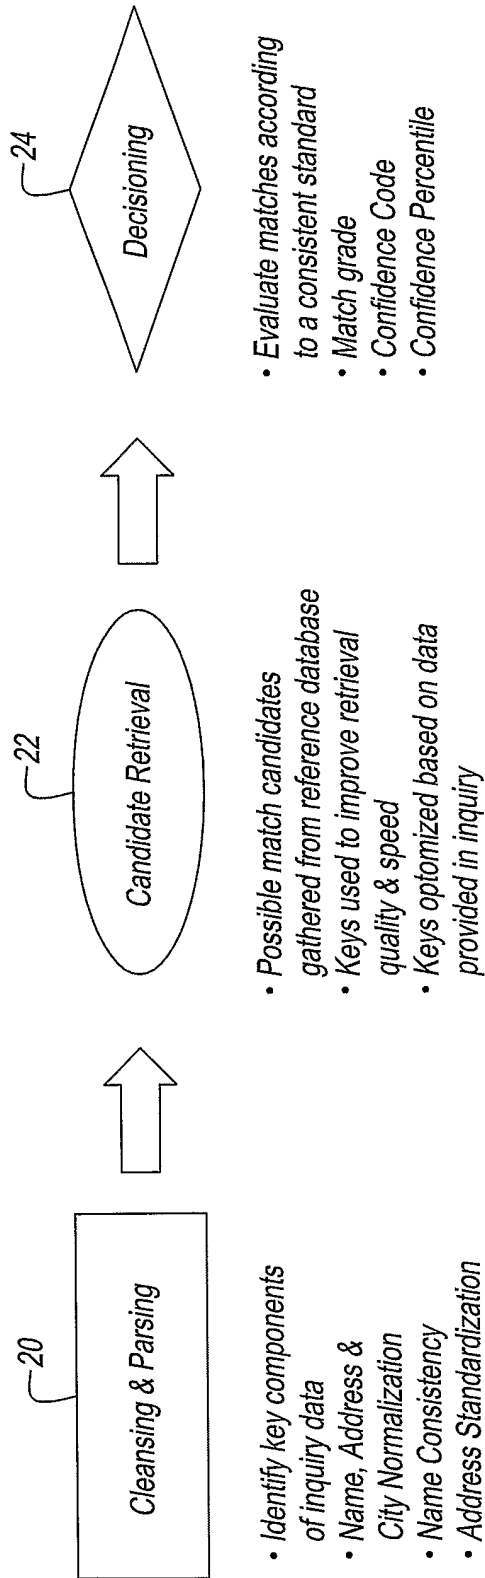 20
Cleansing & Parsing
• Identify key components
of inquiry data
• Name, Address &
City Normalization
• Name Consistency
• Address Standardization
22
Candidate Retrieval
• Possible match candidates
gathered from reference database
• Keys used to improve retrieval
quality & speed
• Keys optomized based on data
provided in inquiry
24
Decisioning
• Evaluate matches according
to a consistent standard
• Match grade
• Confidence Code
• Confidence Percentile